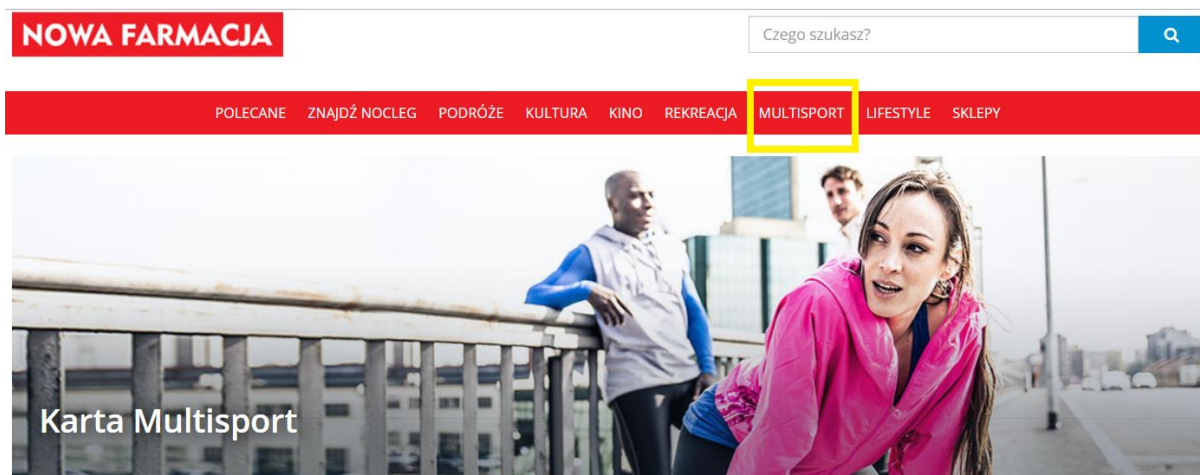 NOWA FARMACJA
Czego szukasz?
POLECANE ZNAJDŹ NOCLEG PODRÓŻE KULTURA KINO REKREACJA MULTISPORT LIFESTYLE SKLEPY
Karta Multisport